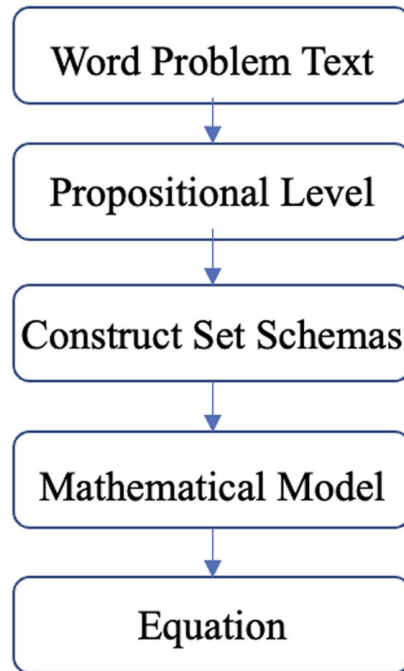 Word Problem Text
Propositional Level
Construct Set Schemas
Mathematical Model
Equation